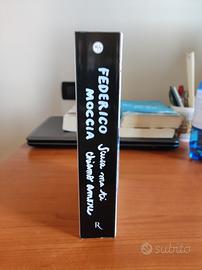 FEDERICO
MOCCIA
Scusa ma ti
chiamo amore
R
subito